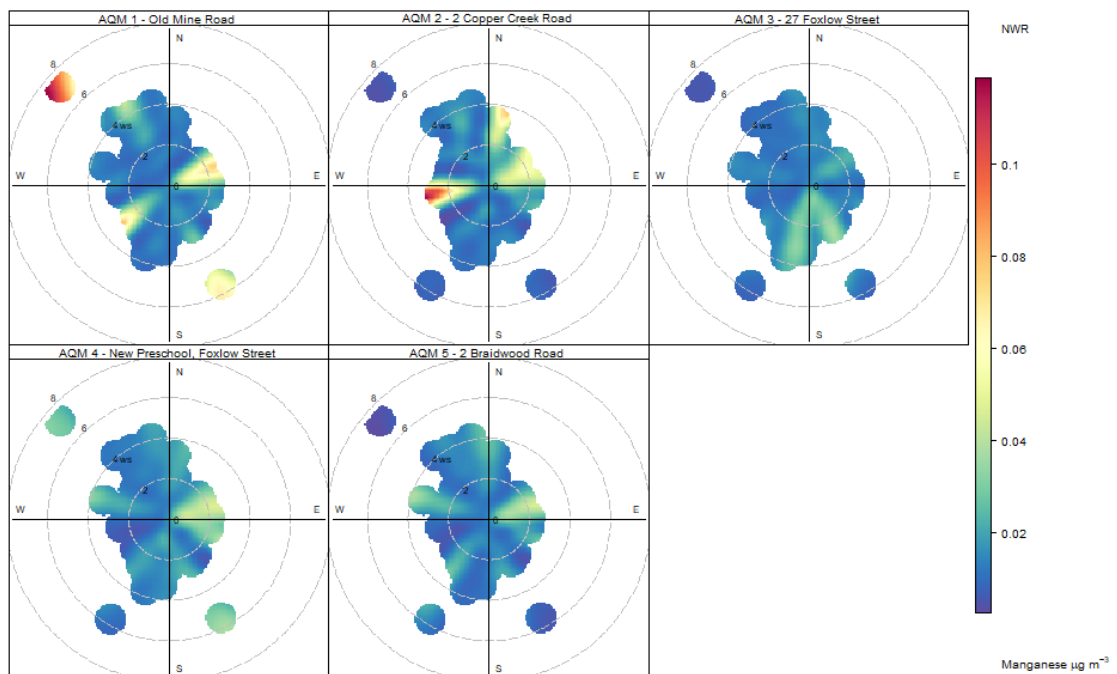 AQM 1 - Old Mine Road
AQM 2 - 2 Copper Creek Road
AQM 3 - 27 Foxlow Street
NWR
N
8
6
4 ws
2
0
W
E
S
N
8
6
4 ws
2
0
W
E
S
N
8
6
4 ws
2
0
W
E
S
0.1
0.08
0.06
0.04
0.02
AQM 4 - New Preschool, Foxlow Street
AQM 5 - 2 Braidwood Road
N
8
6
4 ws
2
0
W
E
S
N
8
6
4 ws
2
0
W
E
S
Manganese μg m⁻³